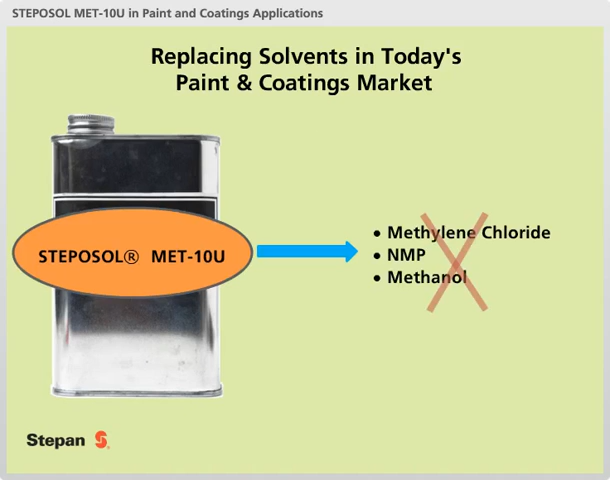 STEPOSOL MET-10U in Paint and Coatings Applications
Replacing Solvents in Today's
Paint & Coatings Market
STEPOSOL® MET-10U
• Methylene Chloride
• NMP
• Methanol
Stepan